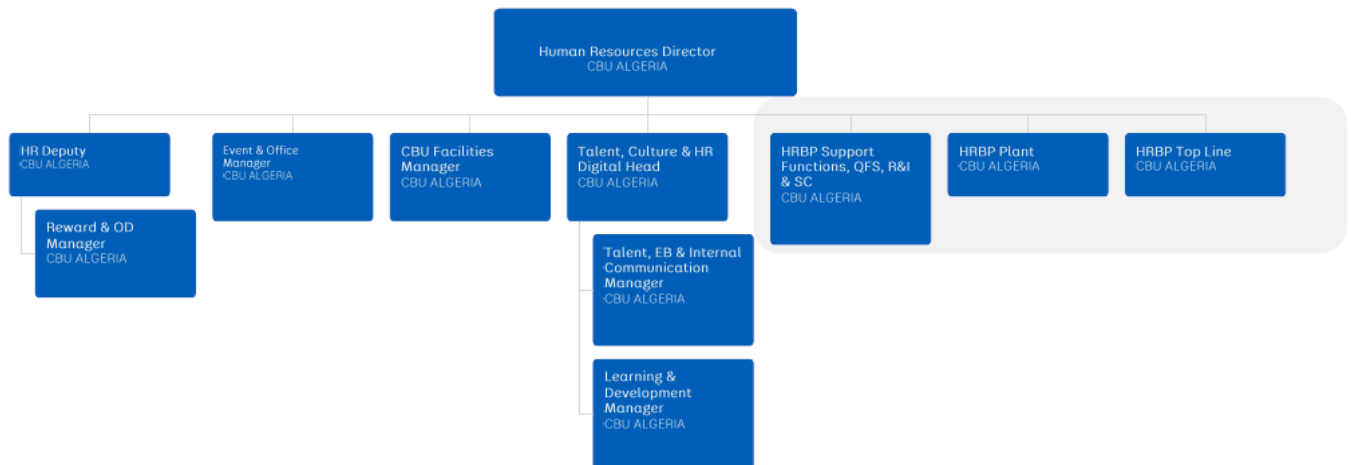 Human Resources Director
CBU ALGERIA
HR Deputy
CBU ALGERIA
Event & Office
Manager
CBU ALGERIA
CBU Facilities
Manager
CBU ALGERIA
Talent, Culture & HR
Digital Head
CBU ALGERIA
HRBP Support
Functions, QFS, R&I
& SC
CBU ALGERIA
HRBP Plant
CBU ALGERIA
HRBP Top Line
CBU ALGERIA
Reward & OD
Manager
CBU ALGERIA
Talent, EB & Internal
Communication
Manager
CBU ALGERIA
Learning &
Development
Manager
CBU ALGERIA